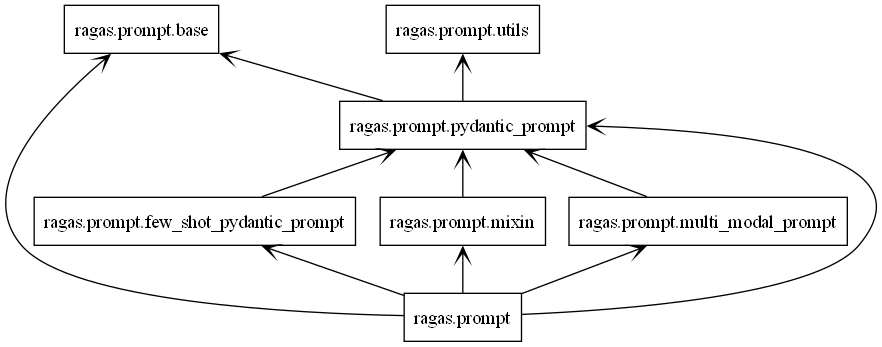 ragas.prompt.base
ragas.prompt.utils
ragas.prompt.pydantic_prompt
ragas.prompt.few_shot_pydantic_prompt
ragas.prompt.mixin
ragas.prompt.multi_modal_prompt
ragas.prompt